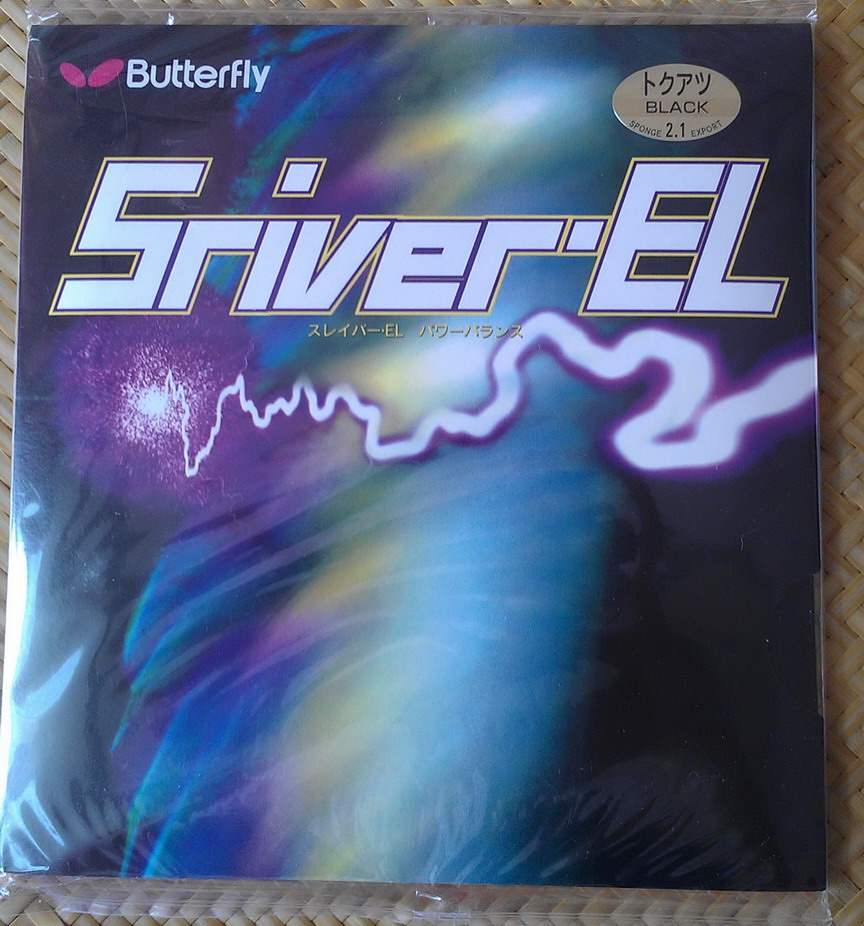 Butterfly
トクアツ
BLACK
SPONGE 2.1 EXPORT
Sriver·EL
スレイバー·EL パワーバランス